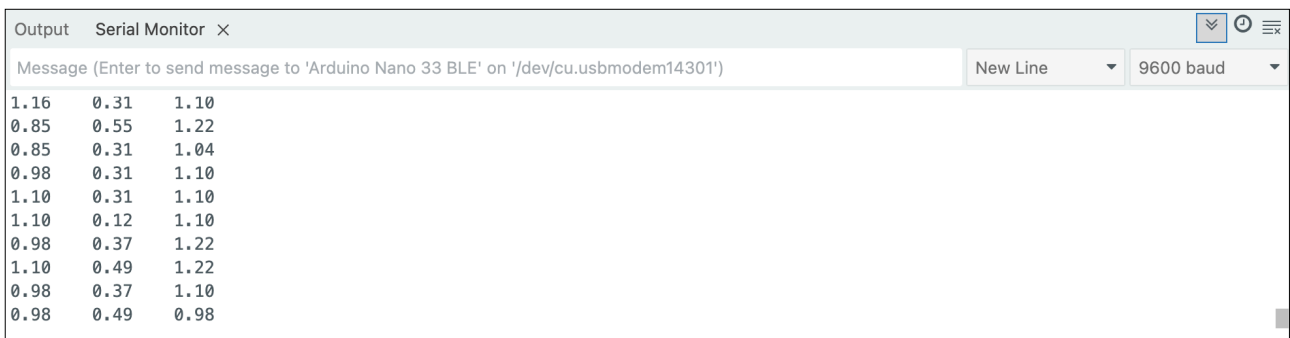 Output Serial Monitor ×
Message (Enter to send message to 'Arduino Nano 33 BLE' on '/dev/cu.usbmodem14301') New Line 9600 baud
1.16 0.31 1.10
0.85 0.55 1.22
0.85 0.31 1.04
0.98 0.31 1.10
1.10 0.31 1.10
1.10 0.12 1.10
0.98 0.37 1.22
1.10 0.49 1.22
0.98 0.37 1.10
0.98 0.49 0.98